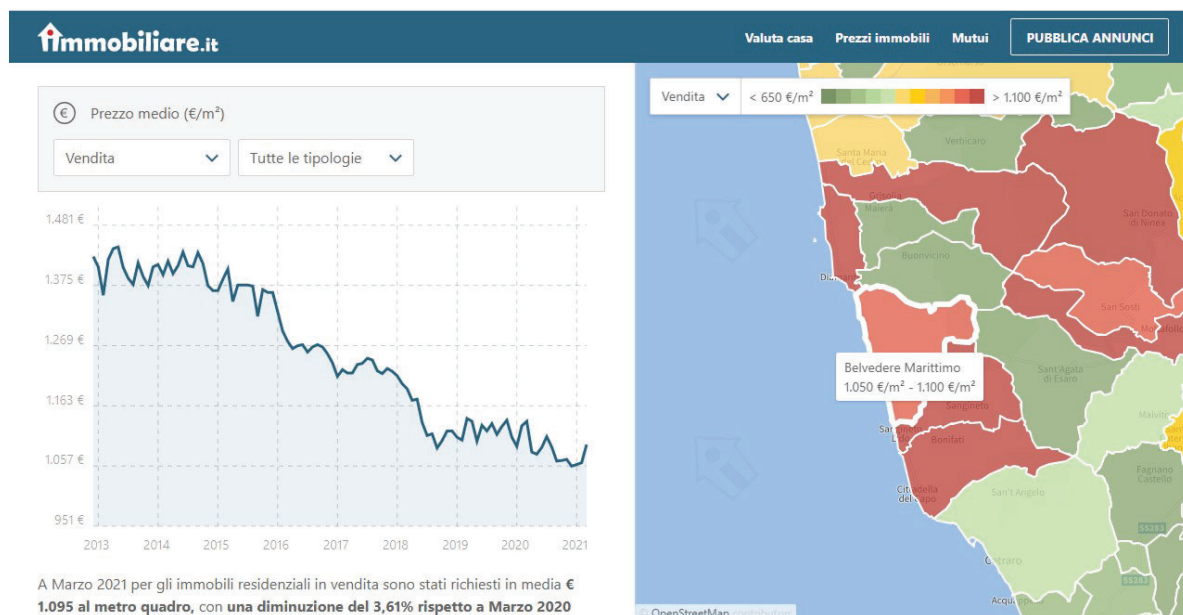 immobiliare.it
Valuta casa Prezzi immobili Mutui PUBBLICA ANNUNCI
€ Prezzo medio (€/m²)
Vendita Tutte le tipologie
1.481 €
1.375 €
1.269 €
1.163 €
1.057 €
951 €
2013 2014 2015 2016 2017 2018 2019 2020 2021
A Marzo 2021 per gli immobili residenziali in vendita sono stati richiesti in media €
1.095 al metro quadro, con una diminuzione del 3,61% rispetto a Marzo 2020
Vendita < 650 €/m² > 1.100 €/m²
Verbicaro
Santa Maria
del Cedro
Grisolia
Maierà
San Donato
di Ninea
Buonvicino
San Sosti
Belvedere Marittimo
1.050 €/m² - 1.100 €/m²
Sant'Agata
di Esaro
Sangineto
Malvito
Bonifati
Fagnano
Castello
Cittadella
Sant'Angelo
SS283
Cetraro
SS283
© OpenStreetMap contributors